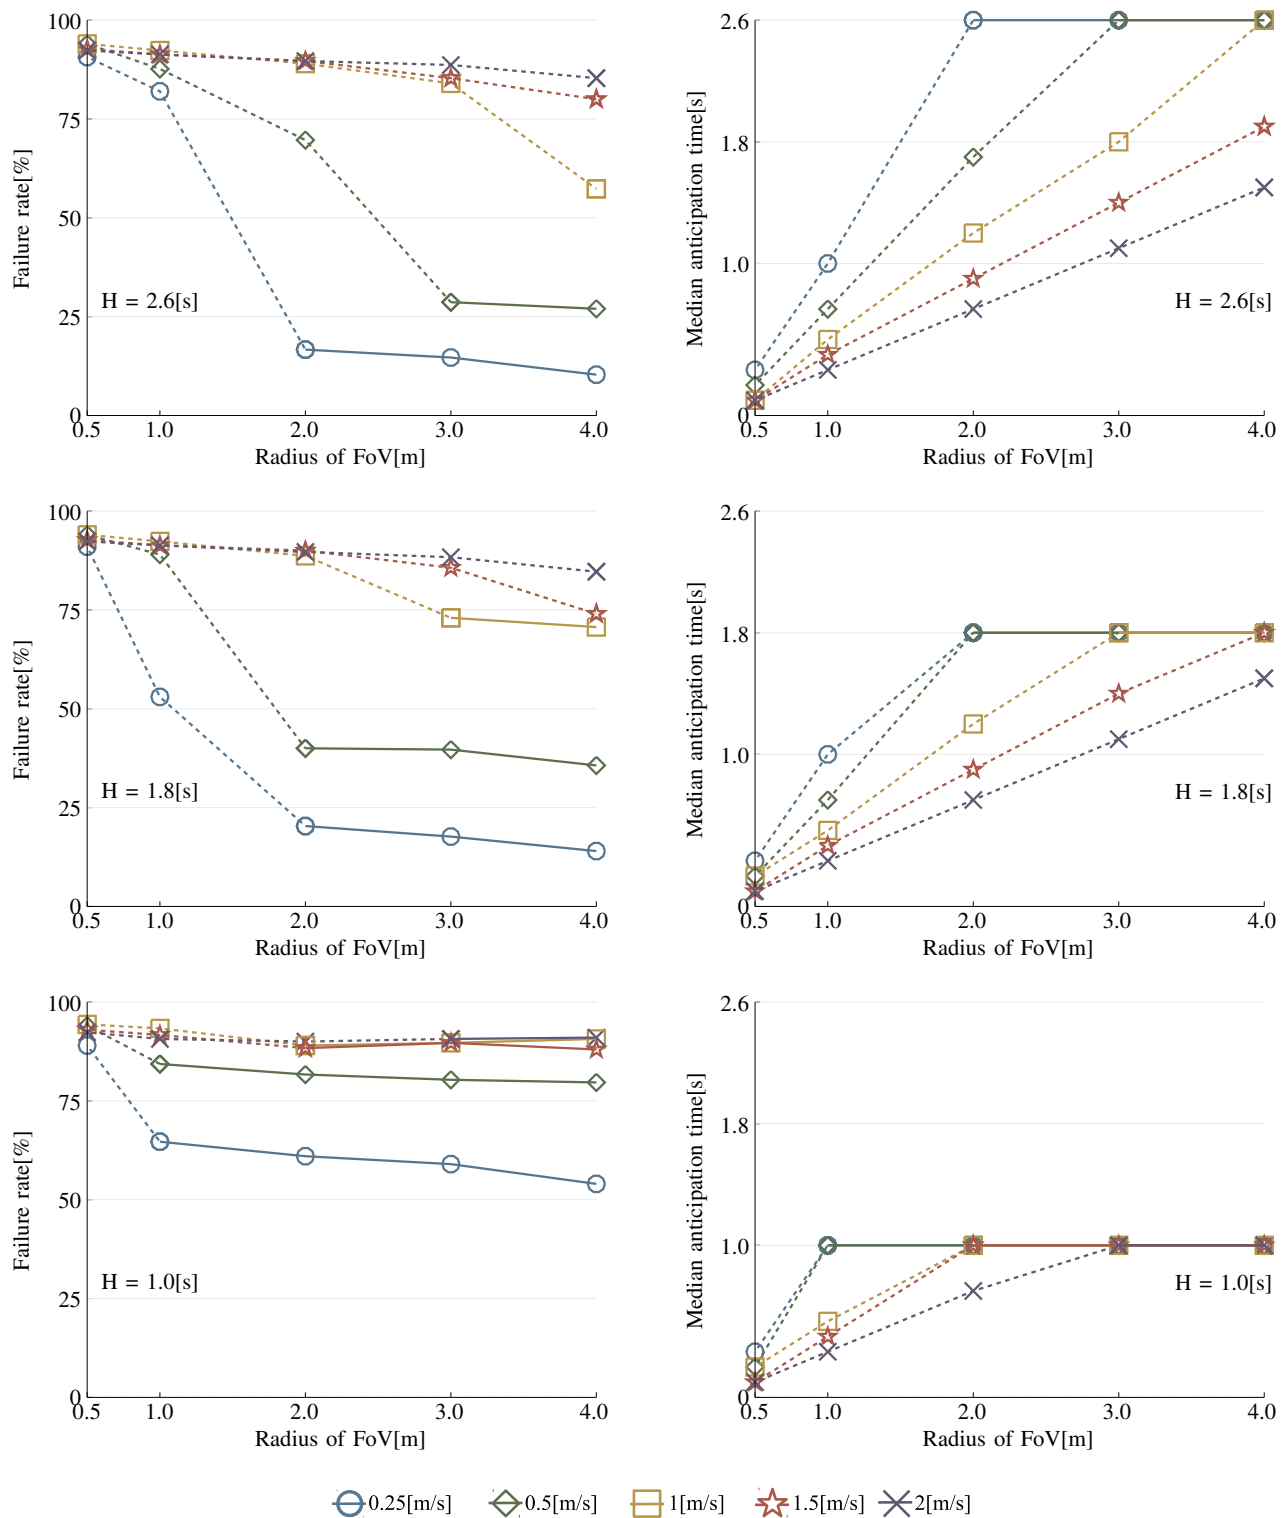 100
75
50
25
0
Failure rate[%]
H = 2.6[s]
0.5 1.0 2.0 3.0 4.0
Radius of FoV[m]
2.6
1.8
1.0
0
Median anticipation time[s]
H = 2.6[s]
0.5 1.0 2.0 3.0 4.0
Radius of FoV[m]
100
75
50
25
0
Failure rate[%]
H = 1.8[s]
0.5 1.0 2.0 3.0 4.0
Radius of FoV[m]
2.6
1.8
1.0
0
Median anticipation time[s]
H = 1.8[s]
0.5 1.0 2.0 3.0 4.0
Radius of FoV[m]
100
75
50
25
0
Failure rate[%]
H = 1.0[s]
0.5 1.0 2.0 3.0 4.0
Radius of FoV[m]
2.6
1.8
1.0
0
Median anticipation time[s]
H = 1.0[s]
0.5 1.0 2.0 3.0 4.0
Radius of FoV[m]
0.25[m/s] 0.5[m/s] 1[m/s] 1.5[m/s] 2[m/s]